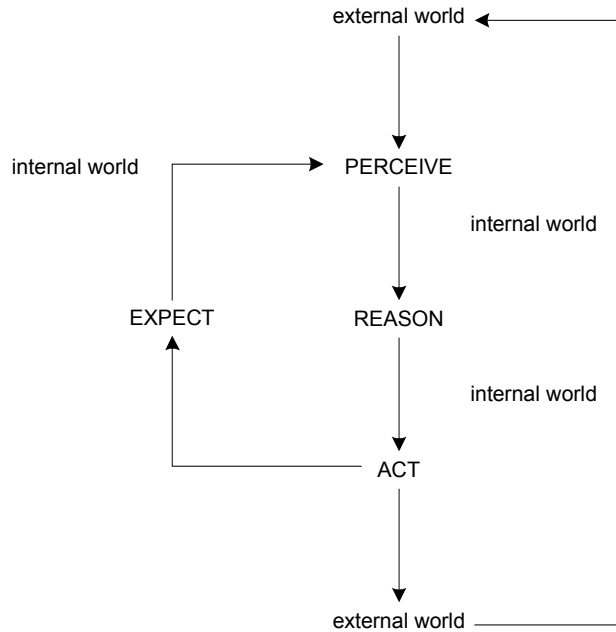 external world
internal world
PERCEIVE
internal world
EXPECT
REASON
internal world
ACT
external world